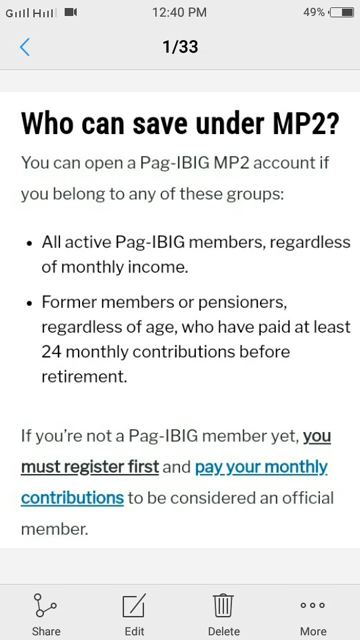 12:40 PM 49%
1/33
Who can save under MP2?
You can open a Pag-IBIG MP2 account if
you belong to any of these groups:
• All active Pag-IBIG members, regardless
of monthly income.
• Former members or pensioners,
regardless of age, who have paid at least
24 monthly contributions before
retirement.
If you're not a Pag-IBIG member yet, you
must register first and pay your monthly
contributions to be considered an official
member.
Share Edit Delete More